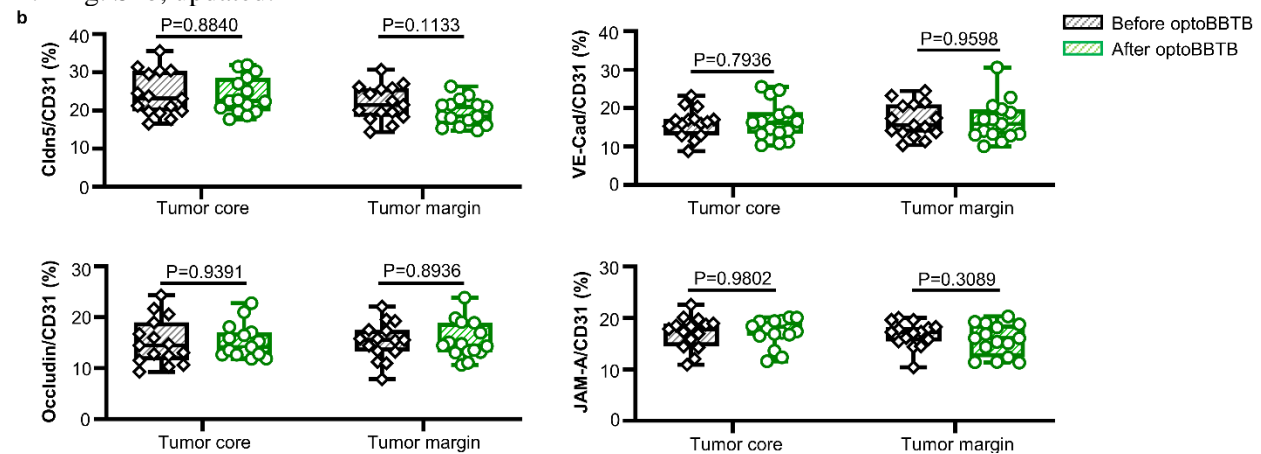 b
Before optoBBTB
After optoBBTB
Cldn5/CD31 (%)
40
30
20
10
0
P=0.8840
P=0.1133
Tumor core
Tumor margin
VE-Cad/CD31 (%)
40
30
20
10
0
P=0.7936
P=0.9598
Tumor core
Tumor margin
Occludin/CD31 (%)
30
20
10
0
P=0.9391
P=0.8936
Tumor core
Tumor margin
JAM-A/CD31 (%)
30
20
10
0
P=0.9802
P=0.3089
Tumor core
Tumor margin